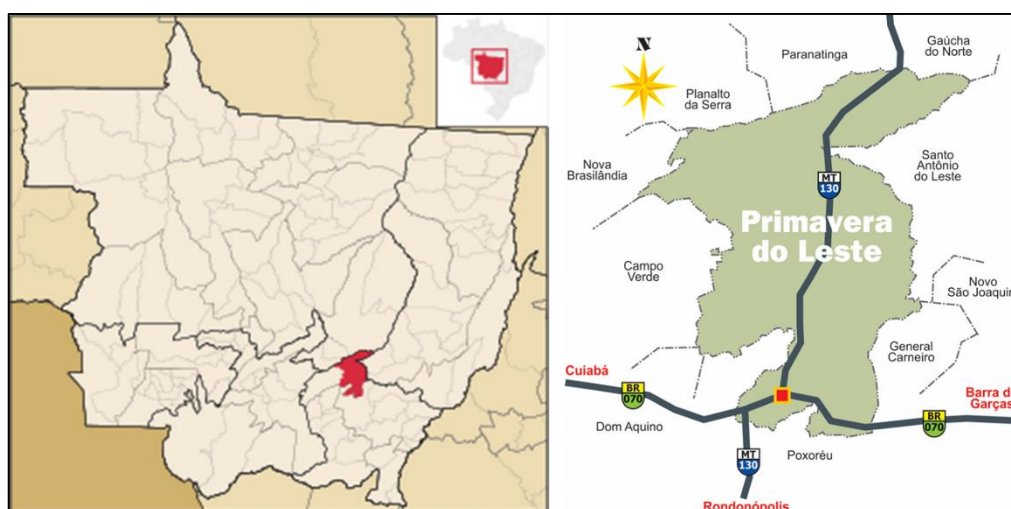 N
Paranatinga
Gaúcha
do Norte
Planalto
da Serra
Nova
Brasilândia
Santo
Antônio
do Leste
MT
130
Primavera
do Leste
Campo
Verde
Novo
São Joaquin
General
Carneiro
Cuiabá
BR
070
Barra d
Garças
BR
070
Dom Aquino
MT
130
Poxoréu
Rondonópolis